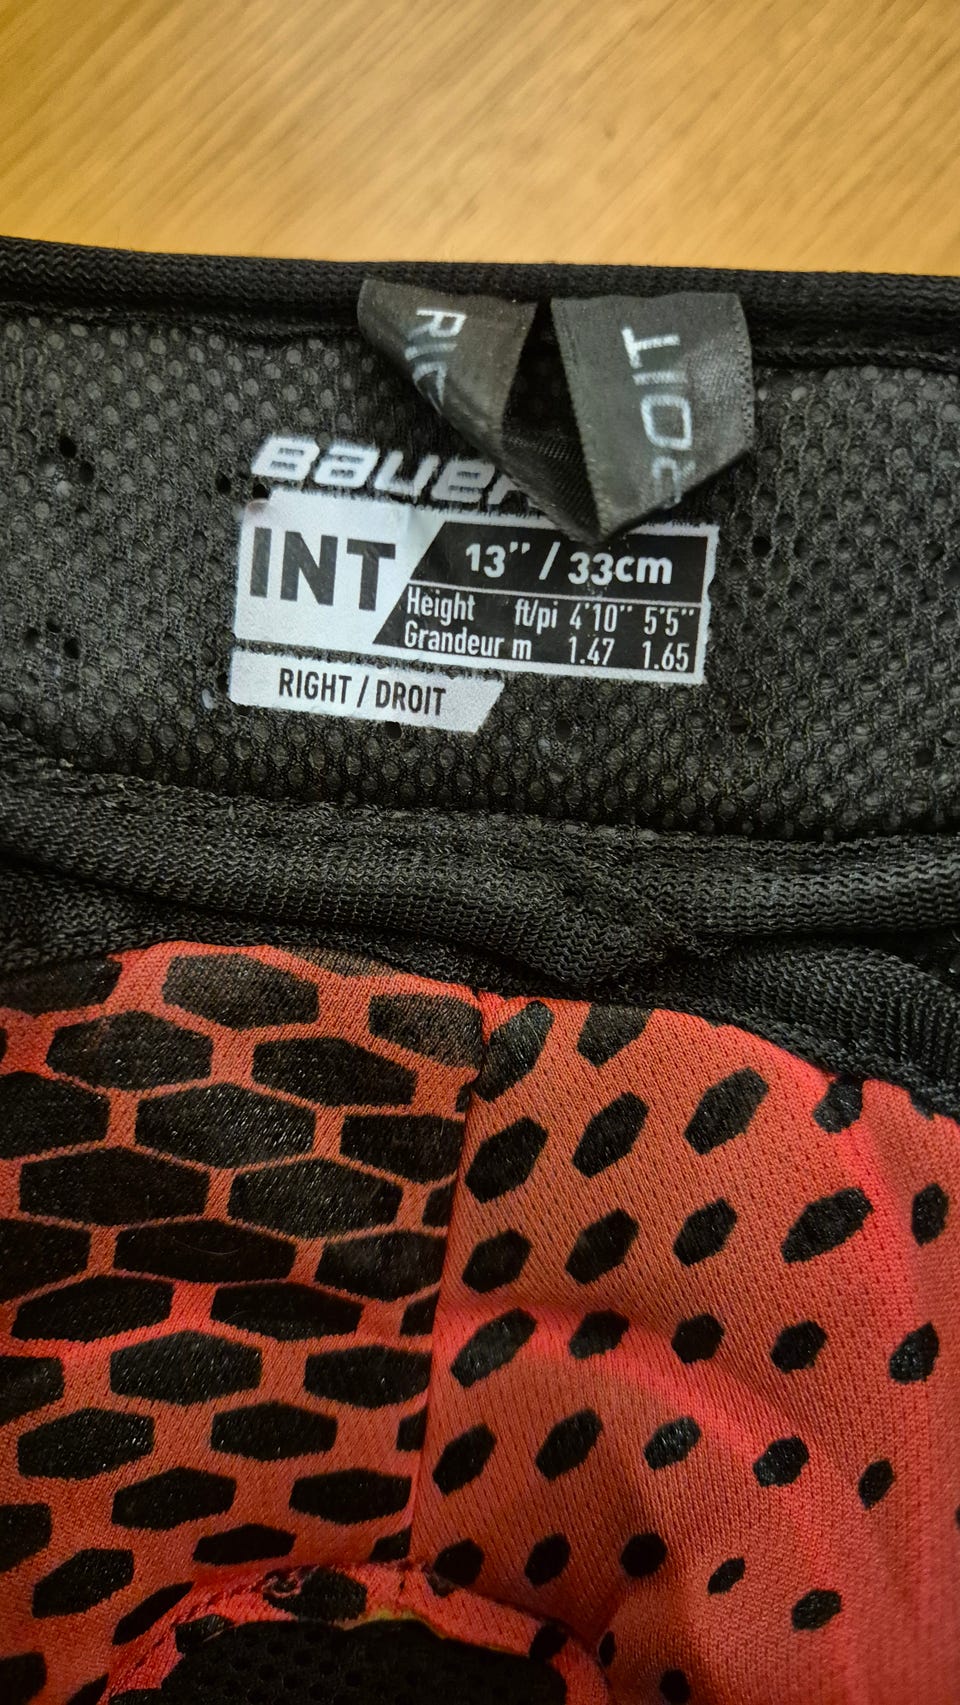 BAUER
INT
13" / 33cm
Height ft/pi 4'10" 5'5"
Grandeur m 1.47 1.65
RIGHT / DROIT